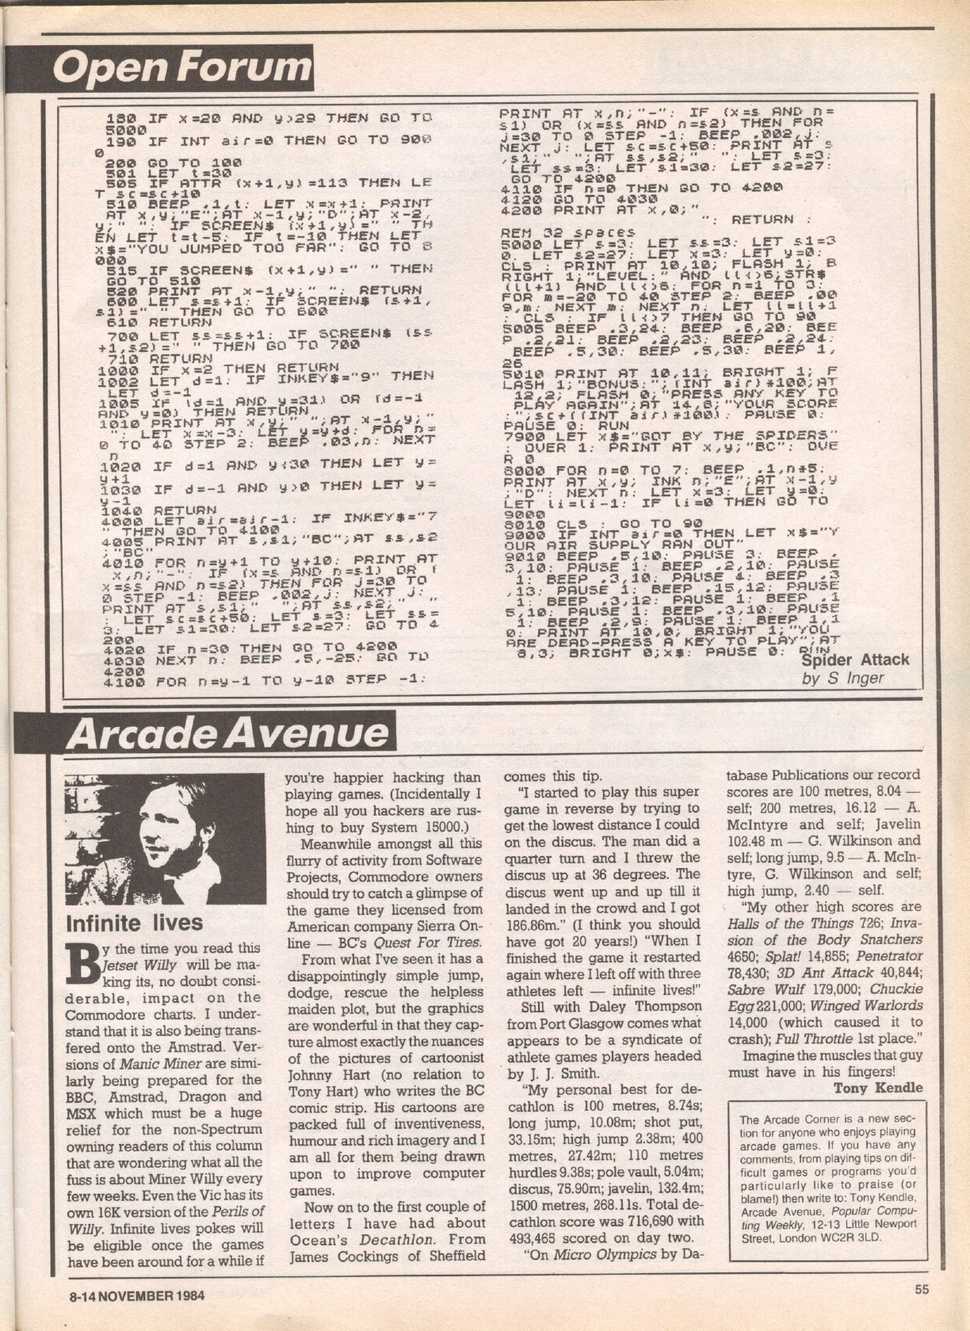 Open Forum
180 IF x=20 AND y>29 THEN GO TO
5000
190 IF INT air=0 THEN GO TO 900
0
200 GO TO 100
501 LET t=30
505 IF ATTR (x+1,y)=113 THEN LE
T sc=sc+10
510 BEEP .1,t: LET x=x+1: PRINT
AT x,y;"E";AT x-1,y;"D";AT x-2,
y;" ": IF SCREEN$ (x+1,y)=" " TH
EN LET t=t-5: IF t=-10 THEN LET
x$="YOU JUMPED TOO FAR": GO TO 8
000
515 IF SCREEN$ (x+1,y)=" " THEN
GO TO 510
520 PRINT AT x-1,y;" ": RETURN
600 LET s=s+1: IF SCREEN$ (s+1,
s1)=" " THEN GO TO 600
610 RETURN
700 LET ss=ss+1: IF SCREEN$ (ss
+1,s2)=" " THEN GO TO 700
710 RETURN
1000 IF x=2 THEN RETURN
1002 LET d=1: IF INKEY$="9" THEN
LET d=-1
1005 IF (d=1 AND y=31) OR (d=-1
AND y=0) THEN RETURN
1010 PRINT AT x,y;" ";AT x-1,y;"
": LET x=x-3: LET y=y+d: FOR n=
0 TO 40 STEP 2: BEEP .03,n: NEXT
n
1020 IF d=1 AND y<30 THEN LET y=
y+1
1030 IF d=-1 AND y>0 THEN LET y=
y-1
1040 RETURN
4000 LET air=air-1: IF INKEY$="7
" THEN GO TO 4100
4005 PRINT AT s,s1;"BC";AT ss,s2
;"BC"
4010 FOR n=y+1 TO y+10: PRINT AT
x,n;"-": IF (x=s AND n=s1) OR (
x=ss AND n=s2) THEN FOR j=30 TO
0 STEP -1: BEEP .002,j: NEXT j:
PRINT AT s,s1;"  ";AT ss,s2;"  "
: LET sc=sc+50: LET s=3: LET ss=
3: LET s1=30: LET s2=27: GO TO 4
200
4020 IF n=30 THEN GO TO 4200
4030 NEXT n: BEEP .5,-25: GO TO
4200
4100 FOR n=y-1 TO y-10 STEP -1:
PRINT AT x,n;"-": IF (x=s AND n=
s1) OR (x=ss AND n=s2) THEN FOR
j=30 TO 0 STEP -1: BEEP .002,j:
NEXT j: LET sc=sc+50: PRINT AT s
,s1;"  ";AT ss,s2;"  ": LET s=3:
LET ss=3: LET s1=30: LET s2=27:
GO TO 4200
4110 IF n=0 THEN GO TO 4200
4120 GO TO 4030
4200 PRINT AT x,0;"
": RETURN :
REM 32 spaces
5000 LET s=3: LET ss=3: LET s1=3
0: LET s2=27: LET x=3: LET y=0:
CLS : PRINT AT 10,10; FLASH 1; B
RIGHT 1;"LEVEL:" AND ll<>6;STR$
(ll+1) AND ll<>6: FOR n=1 TO 3:
FOR m=-20 TO 40 STEP 2: BEEP .00
9,m: NEXT m: NEXT n: LET ll=ll+1
: CLS : IF ll<>7 THEN GO TO 90
5005 BEEP .3,24: BEEP .6,20: BEE
P .2,21: BEEP .2,23: BEEP .2,24:
BEEP .5,30: BEEP .5,30: BEEP 1,
26
5010 PRINT AT 10,11; BRIGHT 1; F
LASH 1;"BONUS:";(INT air)*100;AT
12,2; FLASH 0;"PRESS ANY KEY TO
PLAY AGAIN";AT 14,8;"YOUR SCORE
:";sc+((INT air)*100): PAUSE 0:
PAUSE 0: RUN
7900 LET x$="GOT BY THE SPIDERS"
: OVER 1: PRINT AT x,y;"BC": OVE
R 0
8000 FOR n=0 TO 7: BEEP .1,n*5:
PRINT AT x,y; INK n;"E";AT x-1,y
;"D": NEXT n: LET x=3: LET y=0:
LET li=li-1: IF li=0 THEN GO TO
9000
8010 CLS : GO TO 90
9000 IF INT air=0 THEN LET x$="Y
OUR AIR SUPPLY RAN OUT"
9010 BEEP .5,10: PAUSE 3: BEEP .
3,10: PAUSE 1: BEEP .2,10: PAUSE
1: BEEP .3,10: PAUSE 4: BEEP .3
,13: PAUSE 1: BEEP .15,12: PAUSE
1: BEEP .3,12: PAUSE 1: BEEP .1
5,10: PAUSE 1: BEEP .3,10: PAUSE
1: BEEP .2,9: PAUSE 1: BEEP 1,1
0: PRINT AT 10,0; BRIGHT 1;"YOU
ARE DEAD-PRESS A KEY TO PLAY";AT
8,3; BRIGHT 0;x$: PAUSE 0: RUN
Spider Attack
by S Inger
Arcade Avenue
Infinite lives
By the time you read this
Jetset Willy will be ma-
king its, no doubt consi-
derable, impact on the
Commodore charts. I under-
stand that it is also being trans-
fered onto the Amstrad. Ver-
sions of Manic Miner are simi-
larly being prepared for the
BBC, Amstrad, Dragon and
MSX which must be a huge
relief for the non-Spectrum
owning readers of this column
that are wondering what all the
fuss is about Miner Willy every
few weeks. Even the Vic has its
own 16K version of the Perils of
Willy. Infinite lives pokes will
be eligible once the games
have been around for a while if
you're happier hacking than
playing games. (Incidentally I
hope all you hackers are rus-
hing to buy System 15000.)
Meanwhile amongst all this
flurry of activity from Software
Projects, Commodore owners
should try to catch a glimpse of
the game they licensed from
American company Sierra On-
line — BC's Quest For Tires.
From what I've seen it has a
disappointingly simple jump,
dodge, rescue the helpless
maiden plot, but the graphics
are wonderful in that they cap-
ture almost exactly the nuances
of the pictures of cartoonist
Johnny Hart (no relation to
Tony Hart) who writes the BC
comic strip. His cartoons are
packed full of inventiveness,
humour and rich imagery and I
am all for them being drawn
upon to improve computer
games.
Now on to the first couple of
letters I have had about
Ocean's Decathlon. From
James Cockings of Sheffield
comes this tip.
"I started to play this super
game in reverse by trying to
get the lowest distance I could
on the discus. The man did a
quarter turn and I threw the
discus up at 36 degrees. The
discus went up and up till it
landed in the crowd and I got
186.86m." (I think you should
have got 20 years!) "When I
finished the game it restarted
again where I left off with three
athletes left — infinite lives!"
Still with Daley Thompson
from Port Glasgow comes what
appears to be a syndicate of
athlete games players headed
by J. J. Smith.
"My personal best for de-
cathlon is 100 metres, 8.74s;
long jump, 10.08m; shot put,
33.15m; high jump 2.38m; 400
metres, 27.42m; 110 metres
hurdles 9.38s; pole vault, 5.04m;
discus, 75.90m; javelin, 132.4m;
1500 metres, 268.11s. Total de-
cathlon score was 716,690 with
493,465 scored on day two.
"On Micro Olympics by Da-
tabase Publications our record
scores are 100 metres, 8.04 —
self; 200 metres, 16.12 — A.
McIntyre and self; Javelin
102.48 m — G. Wilkinson and
self; long jump, 9.5 — A. McIn-
tyre, G. Wilkinson and self;
high jump, 2.40 — self.
"My other high scores are
Halls of the Things 726; Inva-
sion of the Body Snatchers
4650; Splat! 14,855; Penetrator
78,430; 3D Ant Attack 40,844;
Sabre Wulf 179,000; Chuckie
Egg 221,000; Winged Warlords
14,000 (which caused it to
crash); Full Throttle 1st place."
Imagine the muscles that guy
must have in his fingers!
Tony Kendle
The Arcade Corner is a new sec-
tion for anyone who enjoys playing
arcade games. If you have any
comments, from playing tips on dif-
ficult games or programs you'd
particularly like to praise (or
blame!) then write to: Tony Kendle,
Arcade Avenue, Popular Compu-
ting Weekly, 12-13 Little Newport
Street, London WC2R 3LD.
8-14 NOVEMBER 1984
55